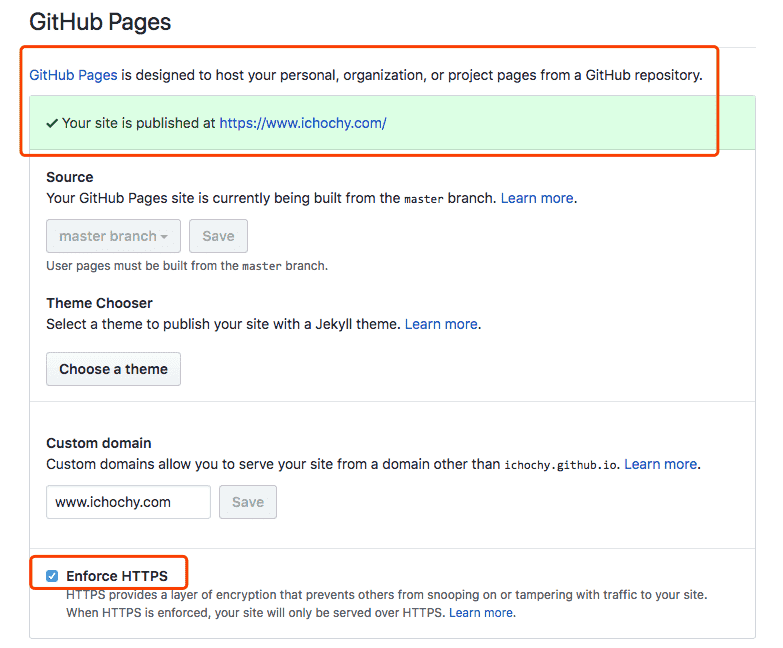 GitHub Pages
GitHub Pages is designed to host your personal, organization, or project pages from a GitHub repository.
✓ Your site is published at https://www.ichochy.com/
Source
Your GitHub Pages site is currently being built from the master branch. Learn more.
master branch Save
User pages must be built from the master branch.
Theme Chooser
Select a theme to publish your site with a Jekyll theme. Learn more.
Choose a theme
Custom domain
Custom domains allow you to serve your site from a domain other than ichochy.github.io. Learn more.
www.ichochy.com Save
Enforce HTTPS
HTTPS provides a layer of encryption that prevents others from snooping on or tampering with traffic to your site.
When HTTPS is enforced, your site will only be served over HTTPS. Learn more.